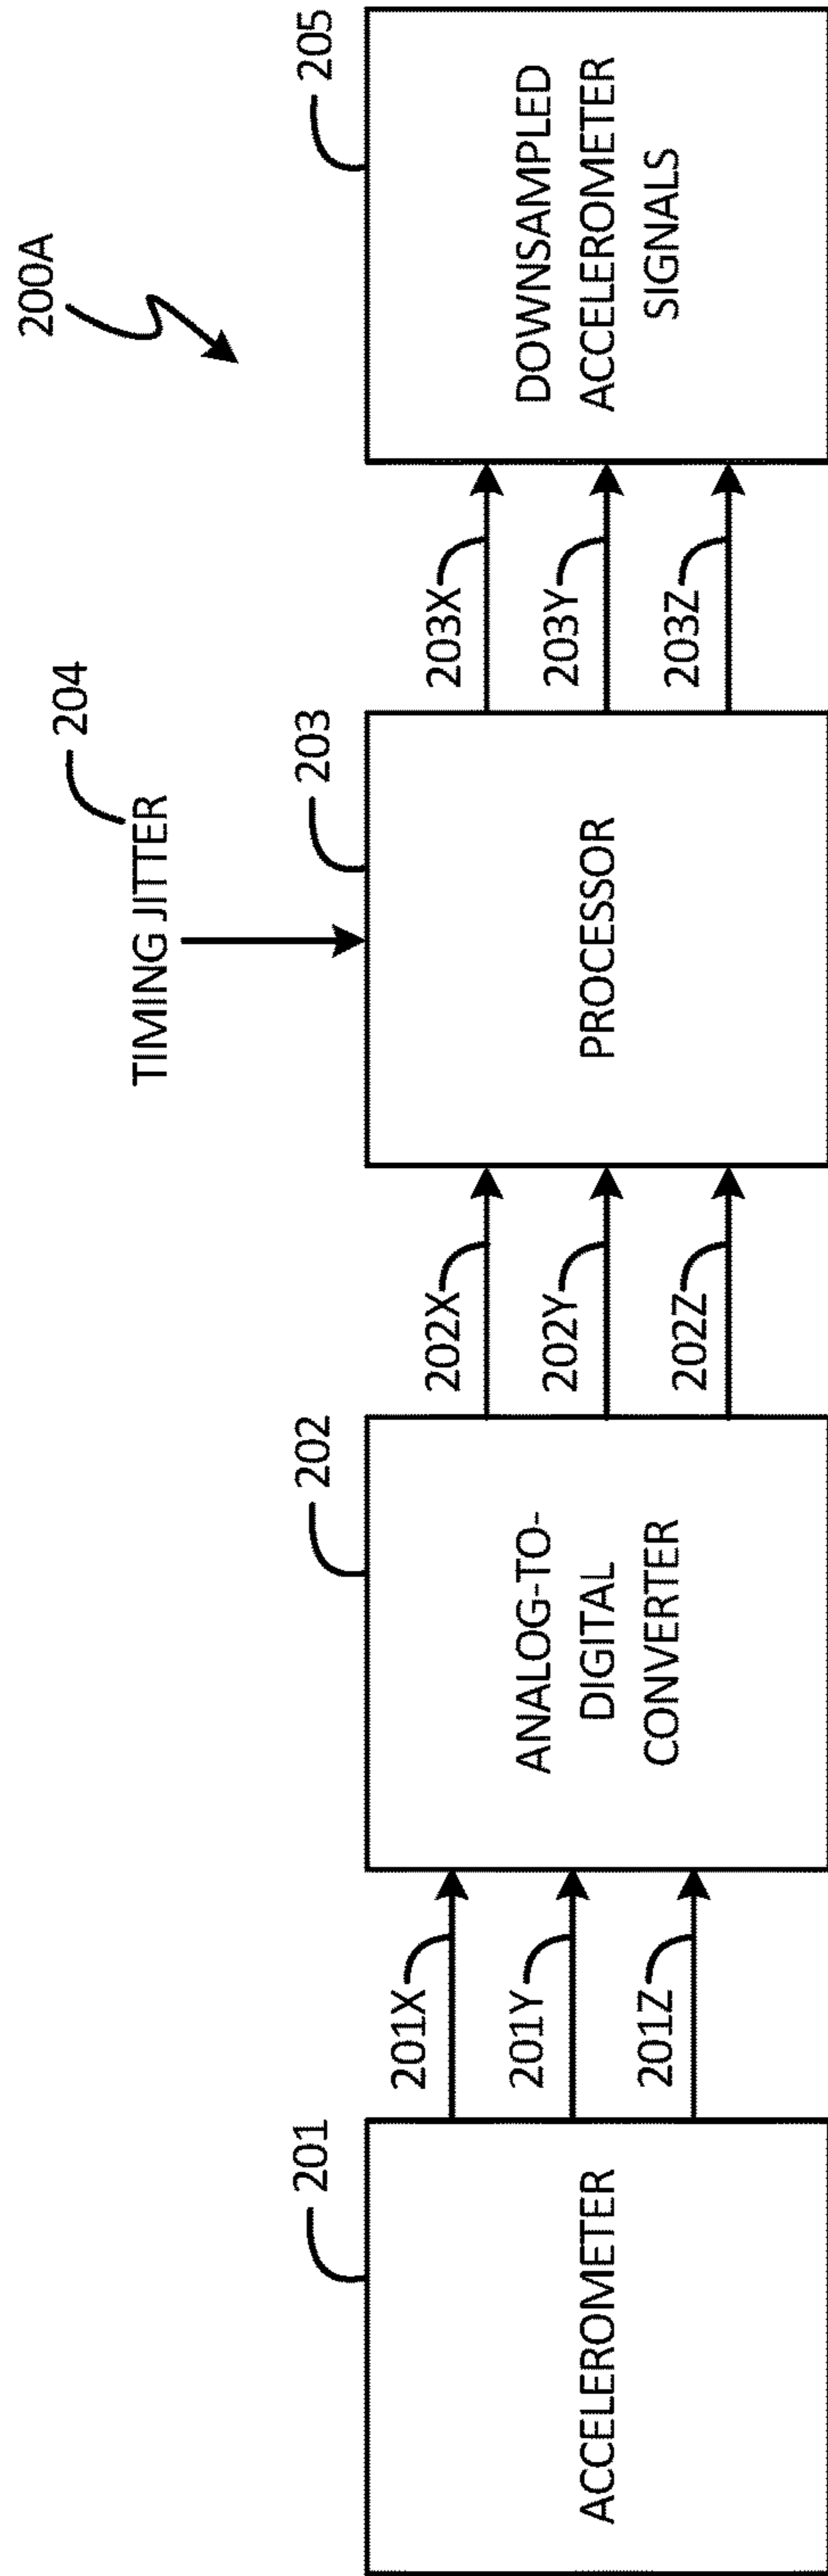 200A
TIMING JITTER
204
201
202
203
205
ACCELEROMETER
201X
201Y
201Z
ANALOG-TO-
DIGITAL
CONVERTER
202X
202Y
202Z
PROCESSOR
203X
203Y
203Z
DOWNSAMPLED
ACCELEROMETER
SIGNALS